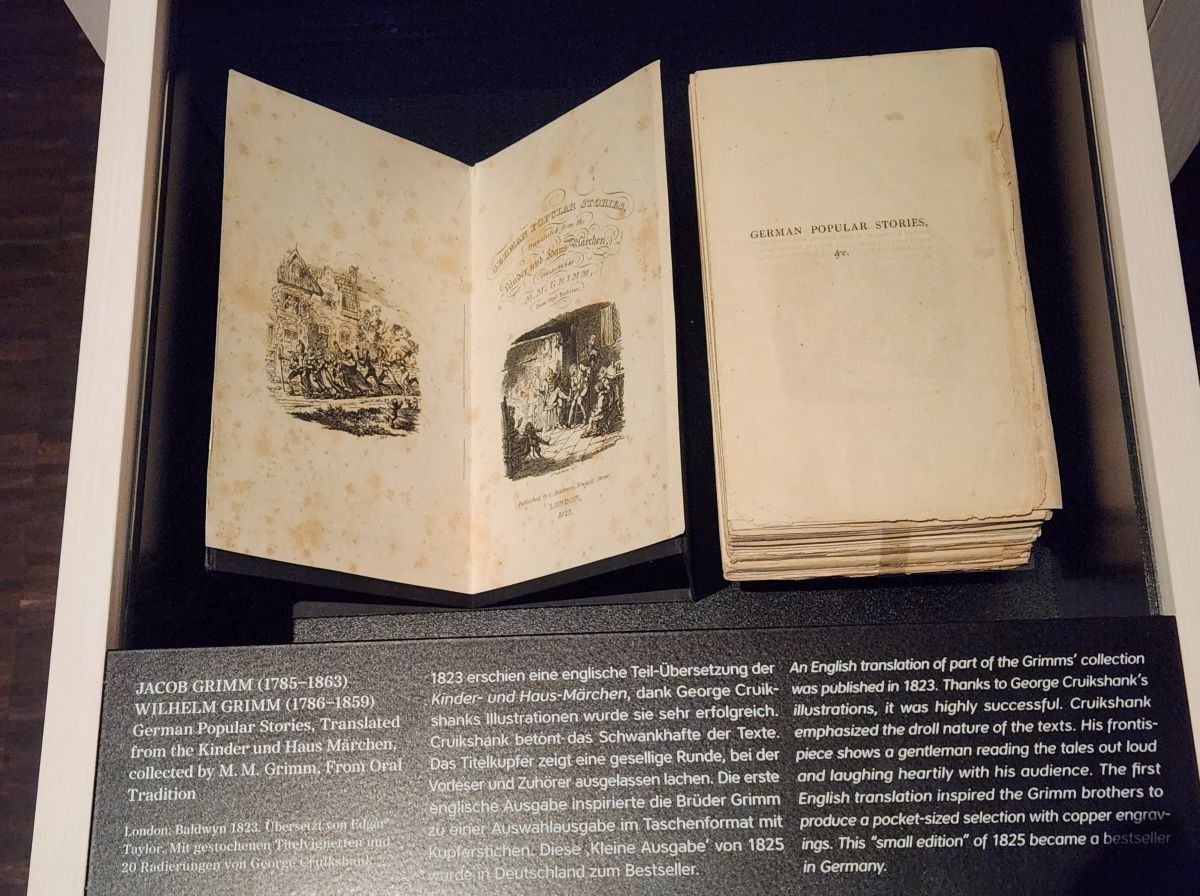 GERMAN POPULAR STORIES,
Translated from the
Kinder und Haus Märchen,
COLLECTED BY
M. M. GRIMM,
From Oral Tradition.
Published by C. Baldwyn, Newgate Street
LONDON,
1823.
GERMAN POPULAR STORIES,
&c.
JACOB GRIMM (1785–1863)
WILHELM GRIMM (1786–1859)
German Popular Stories, Translated
from the Kinder und Haus Märchen,
collected by M. M. Grimm, From Oral
Tradition
London: Baldwyn 1823. Übersetzt von Edgar
Taylor. Mit gestochenen Titelvignetten und
20 Radierungen von George Cruikshank.
1823 erschien eine englische Teil-Übersetzung der
Kinder- und Haus-Märchen, dank George Cruik-
shanks Illustrationen wurde sie sehr erfolgreich.
Cruikshank betont das Schwankhafte der Texte.
Das Titelkupfer zeigt eine gesellige Runde, bei der
Vorleser und Zuhörer ausgelassen lachen. Die erste
englische Ausgabe inspirierte die Brüder Grimm
zu einer Auswahlausgabe im Taschenformat mit
Kupferstichen. Diese ‚Kleine Ausgabe‘ von 1825
wurde in Deutschland zum Bestseller.
An English translation of part of the Grimms’ collection
was published in 1823. Thanks to George Cruikshank’s
illustrations, it was highly successful. Cruikshank
emphasized the droll nature of the texts. His frontis-
piece shows a gentleman reading the tales out loud
and laughing heartily with his audience. The first
English translation inspired the Grimm brothers to
produce a pocket-sized selection with copper engrav-
ings. This “small edition” of 1825 became a bestseller
in Germany.